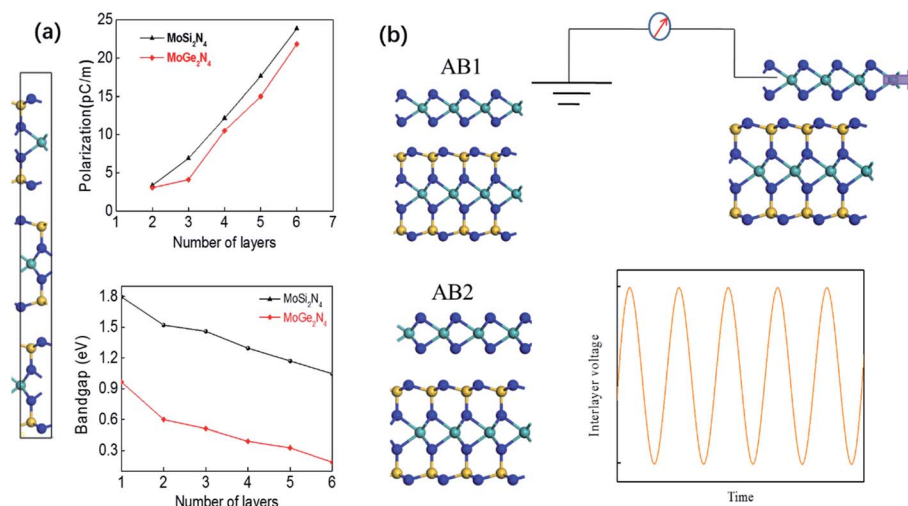 (a)
25
20
15
10
5
0
Polarization(pC/m)
MoSi₂N₄
MoGe₂N₄
1 2 3 4 5 6 7
Number of layers
1.8
1.5
1.2
0.9
0.6
0.3
Bandgap (eV)
MoSi₂N₄
MoGe₂N₄
1 2 3 4 5 6
Number of layers
(b)
AB1
AB2
Interlayer voltage
Time